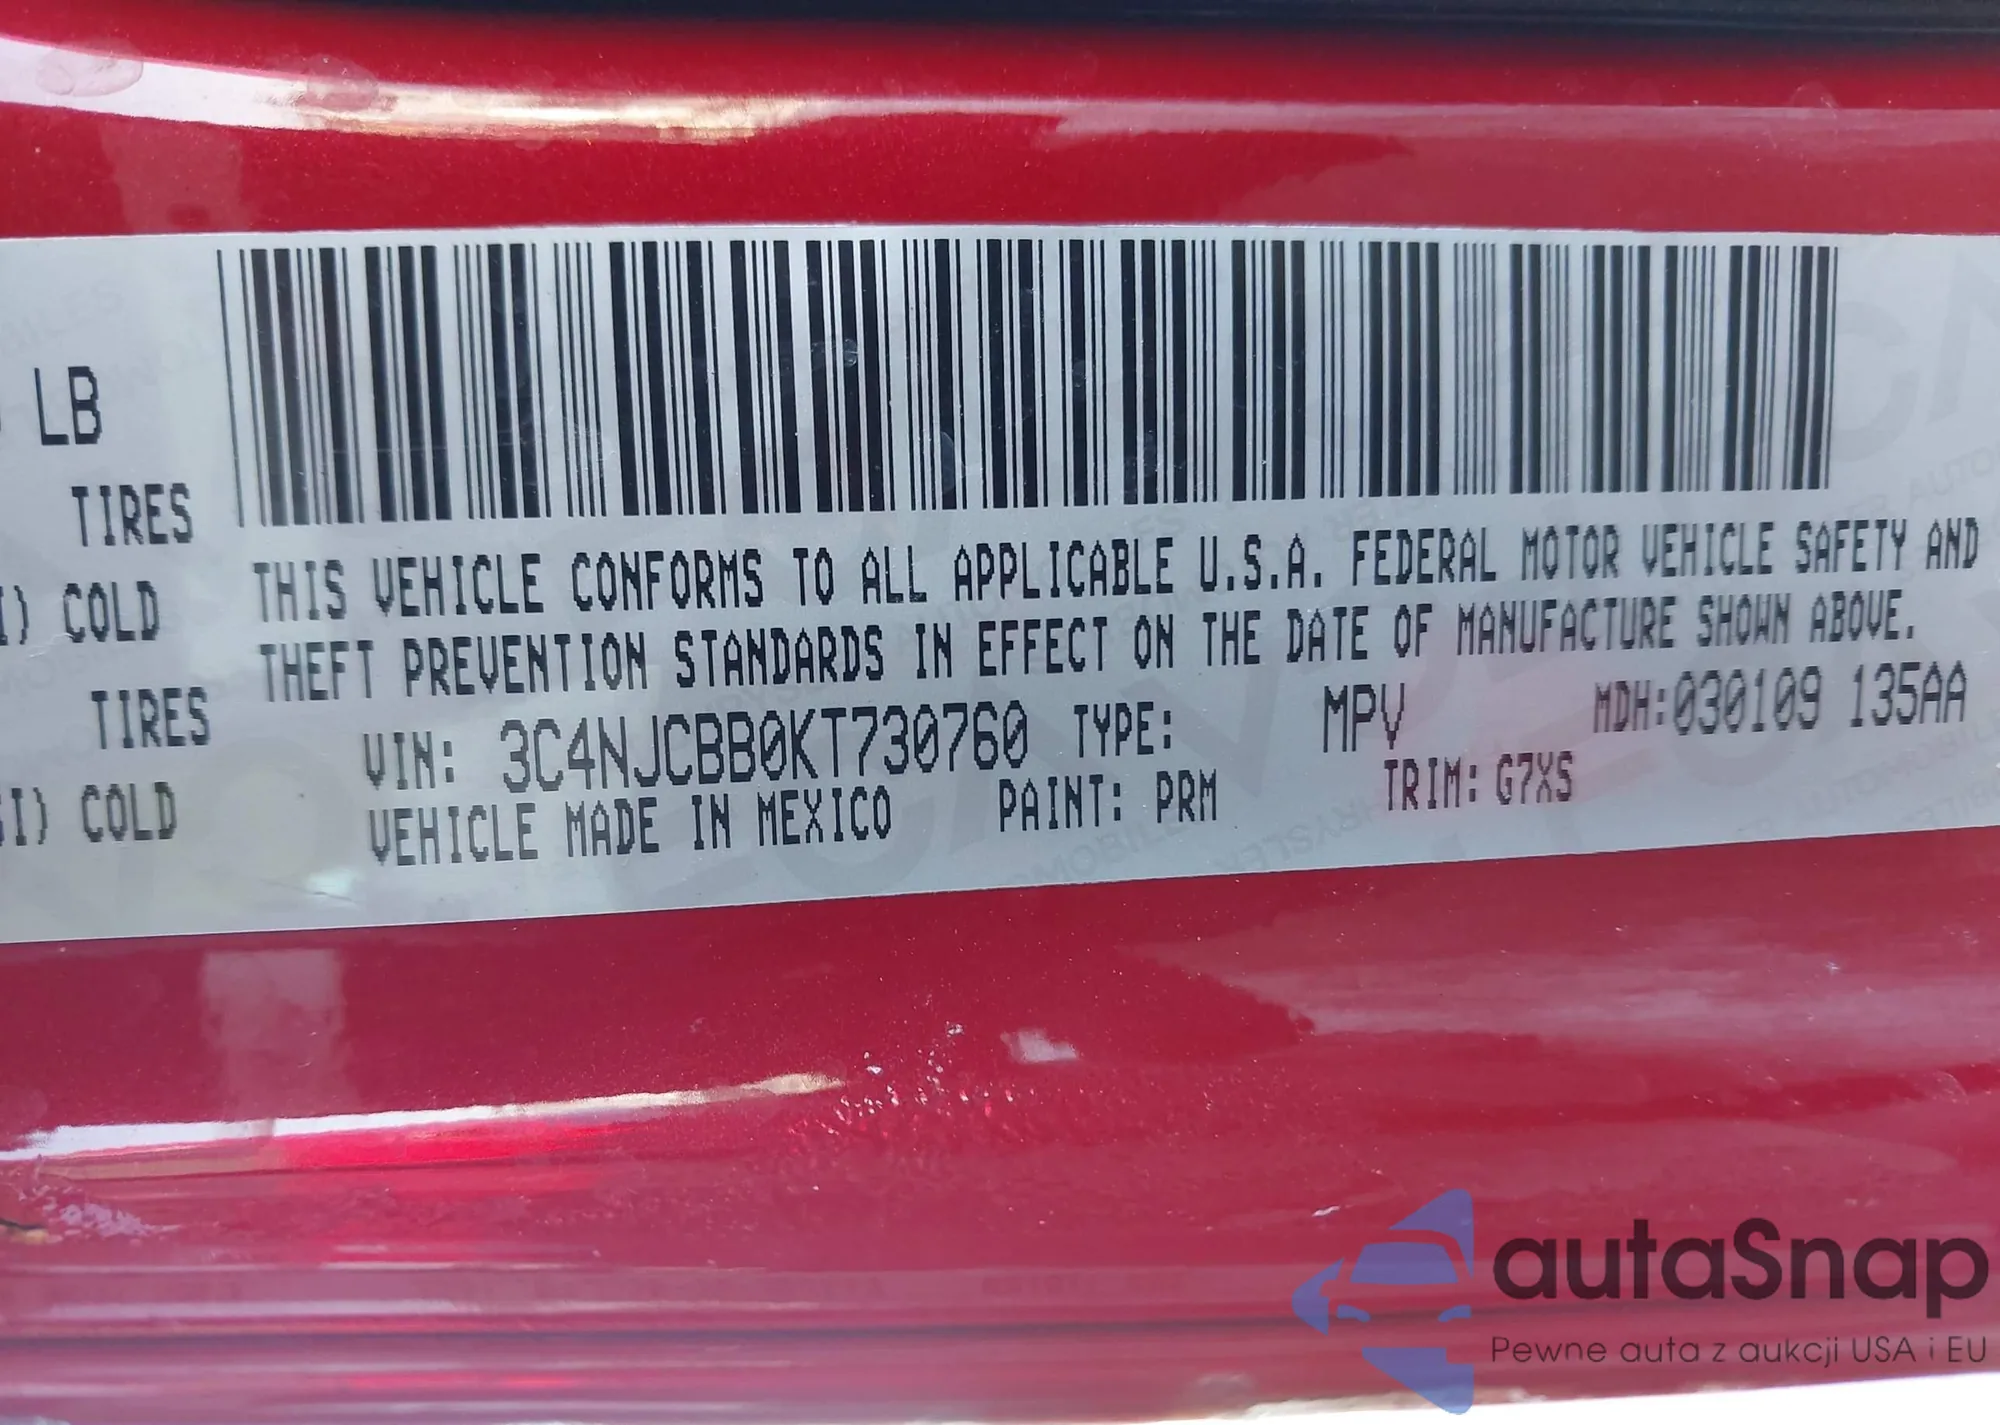 LB
TIRES
I) COLD
TIRES
SI) COLD
THIS VEHICLE CONFORMS TO ALL APPLICABLE U.S.A. FEDERAL MOTOR VEHICLE SAFETY AND
THEFT PREVENTION STANDARDS IN EFFECT ON THE DATE OF MANUFACTURE SHOWN ABOVE.
VIN: 3C4NJCBB0KT730760 TYPE: MPV MDH:030109 135AA
VEHICLE MADE IN MEXICO PAINT: PRM TRIM: G7XS
autaSnap
Pewne auta z aukcji USA i EU